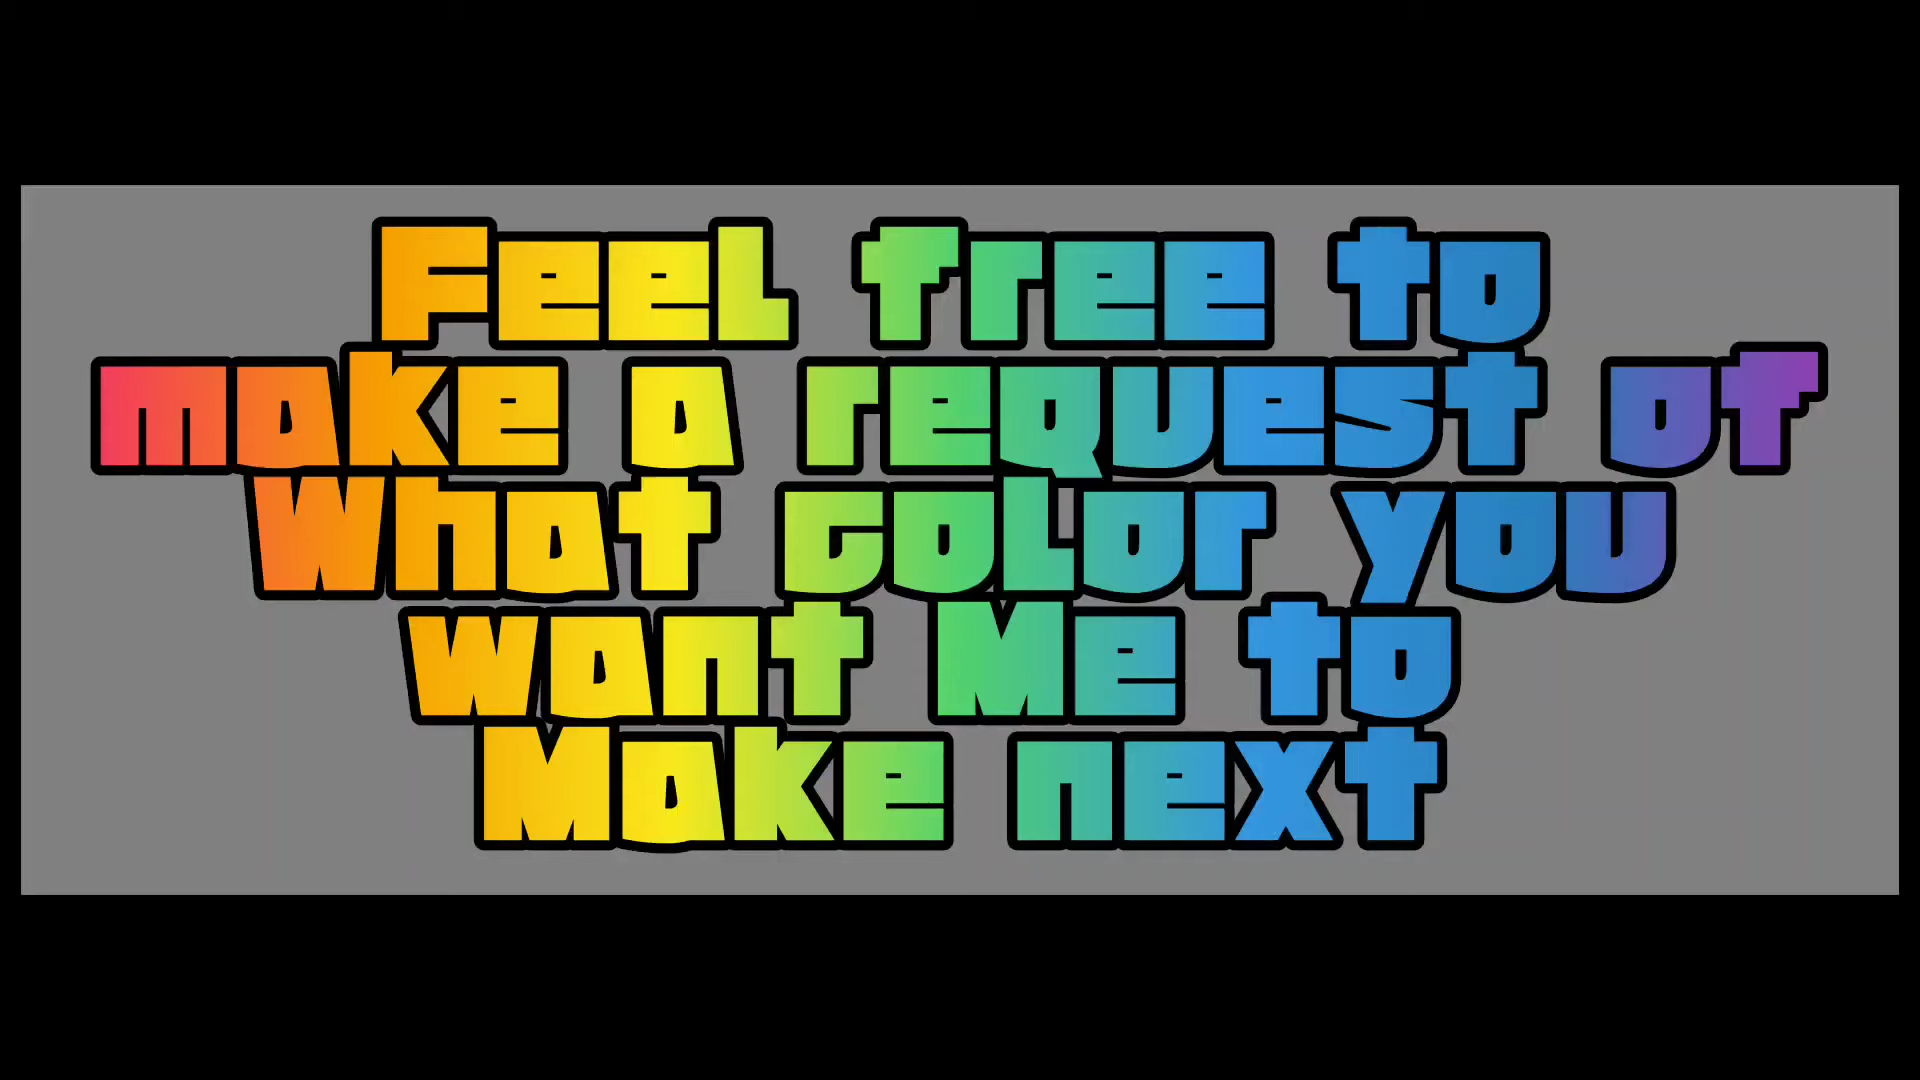 Feel free to
make a request of
What color you
want Me to
Make next